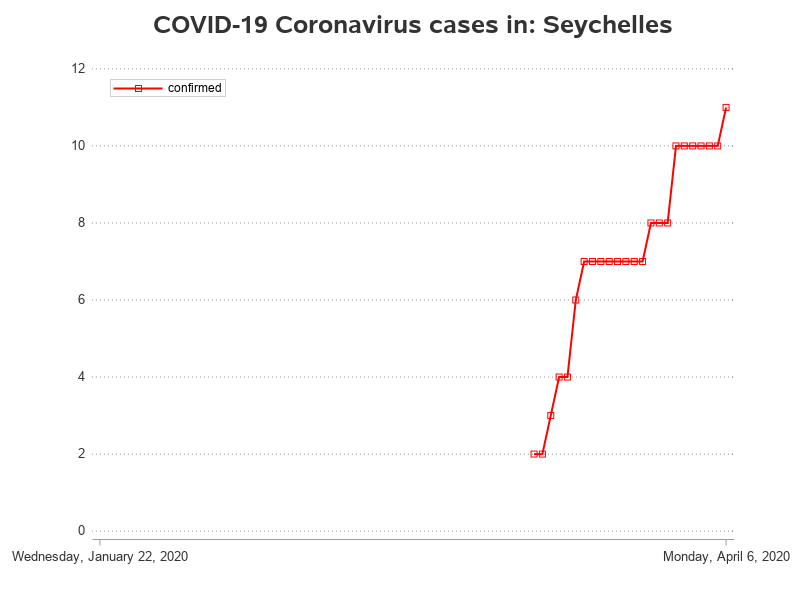 COVID-19 Coronavirus cases in: Seychelles
12
confirmed
10
8
6
4
2
0
Wednesday, January 22, 2020
Monday, April 6, 2020